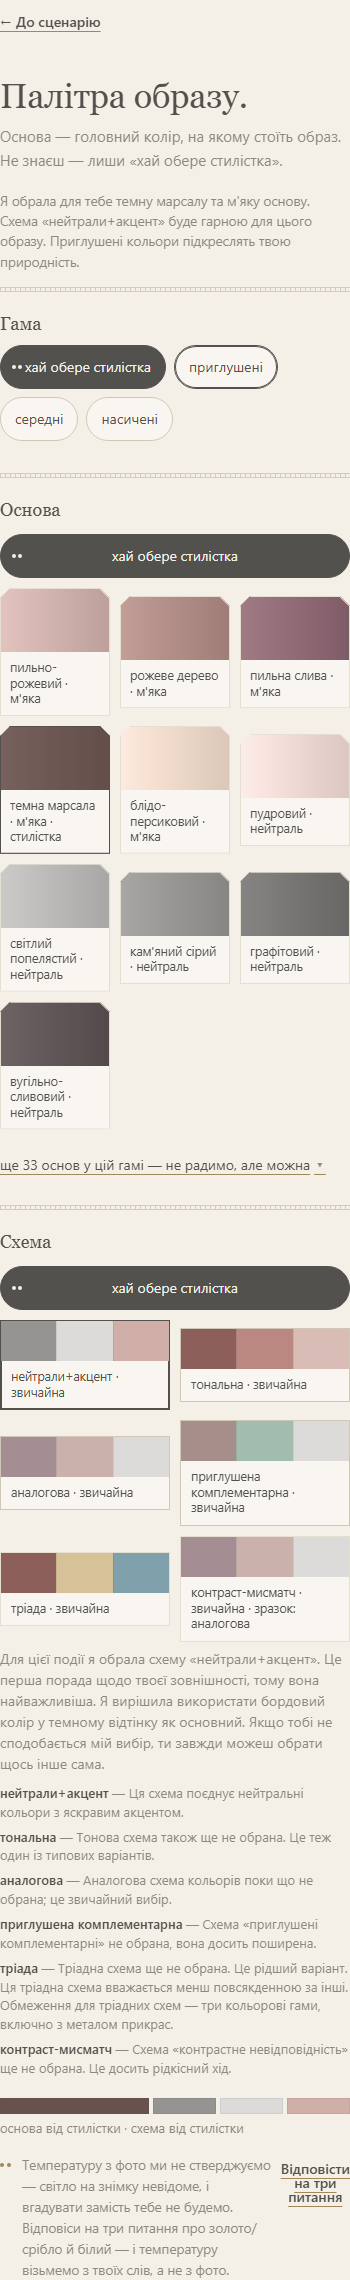 ← До сценарію
Палітра образу.
Основа — головний колір, на якому стоїть образ.
Не знаєш — лиши «хай обере стилістка».
Я обрала для тебе темну марсалу та м'яку основу.
Схема «нейтрали+акцент» буде гарною для цього
образу. Приглушені кольори підкреслять твою
природність.
Гама
хай обере стилістка
приглушені
середні
насичені
Основа
хай обере стилістка
пильно-
рожевий ·
м'яка
рожеве дерево
· м'яка
пильна слива ·
м'яка
темна марсала
· м'яка ·
стилістка
блідо-
персиковий ·
м'яка
пудровий ·
нейтраль
світлий
попелястий ·
нейтраль
кам'яний сірий
· нейтраль
графітовий ·
нейтраль
вугільно-
сливовий ·
нейтраль
ще 33 основ у цій гамі — не радимо, але можна ▾
Схема
хай обере стилістка
нейтрали+акцент ·
звичайна
тональна · звичайна
аналогова · звичайна
приглушена
комплементарна ·
звичайна
тріада · звичайна
контраст-мисматч ·
звичайна · зразок:
аналогова
Для цієї події я обрала схему «нейтрали+акцент». Це
перша порада щодо твоєї зовнішності, тому вона
найважливіша. Я вирішила використати бордовий
колір у темному відтінку як основний. Якщо тобі не
сподобається мій вибір, ти завжди можеш обрати
щось інше сама.
нейтрали+акцент — Ця схема поєднує нейтральні
кольори з яскравим акцентом.
тональна — Тонова схема також ще не обрана. Це теж
один із типових варіантів.
аналогова — Аналогова схема кольорів поки що не
обрана; це звичайний вибір.
приглушена комплементарна — Схема «приглушені
комплементарні» не обрана, вона досить поширена.
тріада — Тріадна схема ще не обрана. Це рідший варіант.
Ця тріадна схема вважається менш повсякденною за інші.
Обмеження для тріадних схем — три кольорові гами,
включно з металом прикрас.
контраст-мисматч — Схема «контрастне невідповідність»
ще не обрана. Це досить рідкісний хід.
основа від стилістки · схема від стилістки
Температуру з фото ми не стверджуємо
— світло на знімку невідоме, і
вгадувати замість тебе не будемо.
Відповіси на три питання про золото/
срібло й білий — і температуру
візьмемо з твоїх слів, а не з фото.
Відповісти
на три
питання